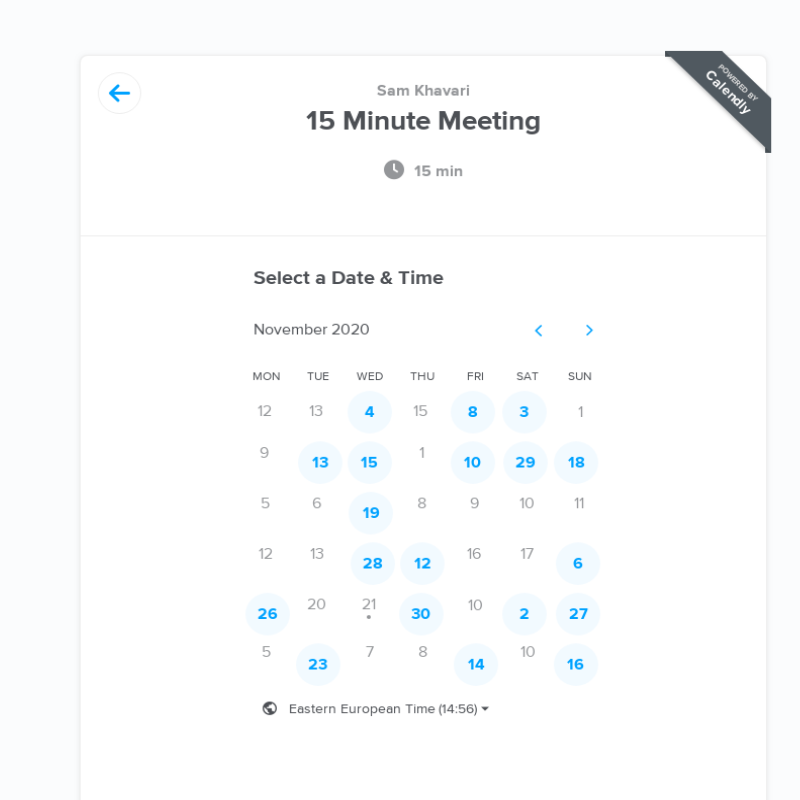 POWERED BY
Calendly
Sam Khavari
15 Minute Meeting
15 min
Select a Date & Time
November 2020
MON TUE WED THU FRI SAT SUN
12 13 4 15 8 3 1
9 13 15 1 10 29 18
5 6 19 8 9 10 11
12 13 28 12 16 17 6
26 20 21 30 10 2 27
5 23 7 8 14 10 16
Eastern European Time (14:56)